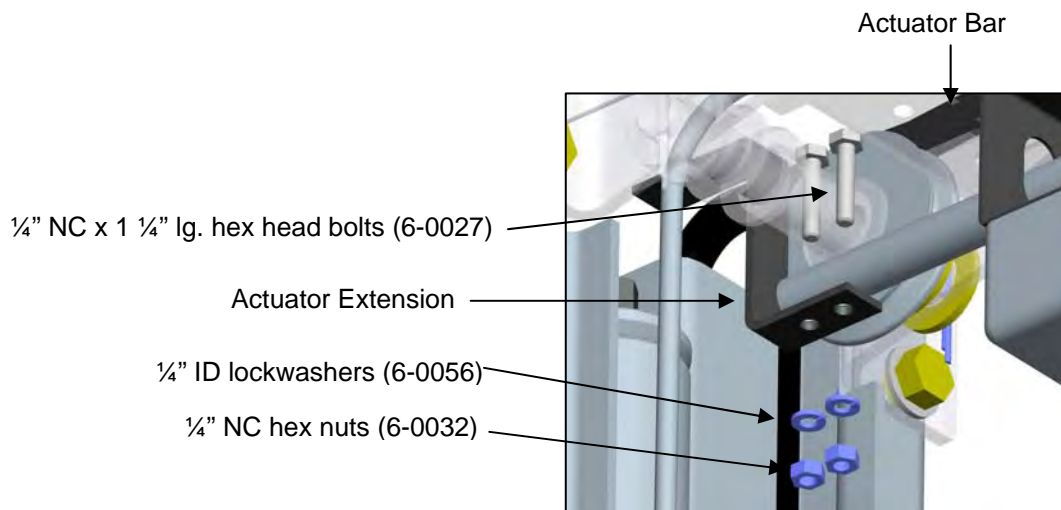 Actuator Bar
¼” NC x 1 ¼” lg. hex head bolts (6-0027)
Actuator Extension
¼” ID lockwashers (6-0056)
¼” NC hex nuts (6-0032)